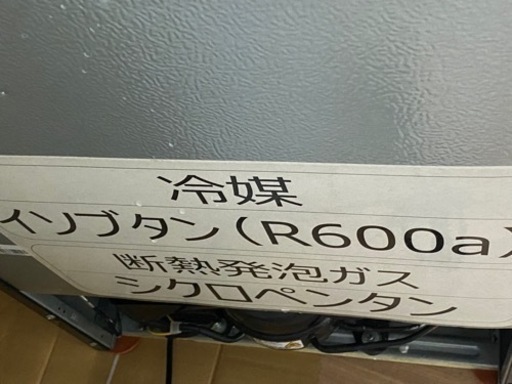 冷媒
イソブタン(R600a)
断熱発泡ガス
シクロペンタン